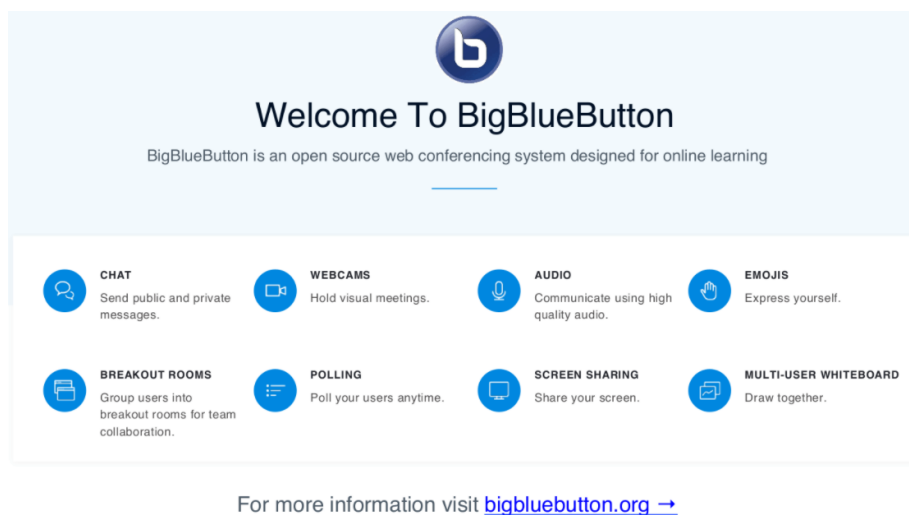 Welcome To BigBlueButton
BigBlueButton is an open source web conferencing system designed for online learning
CHAT
Send public and private
messages.
WEBCAMS
Hold visual meetings.
AUDIO
Communicate using high
quality audio.
EMOJIS
Express yourself.
BREAKOUT ROOMS
Group users into
breakout rooms for team
collaboration.
POLLING
Poll your users anytime.
SCREEN SHARING
Share your screen.
MULTI-USER WHITEBOARD
Draw together.
For more information visit bigbluebutton.org →